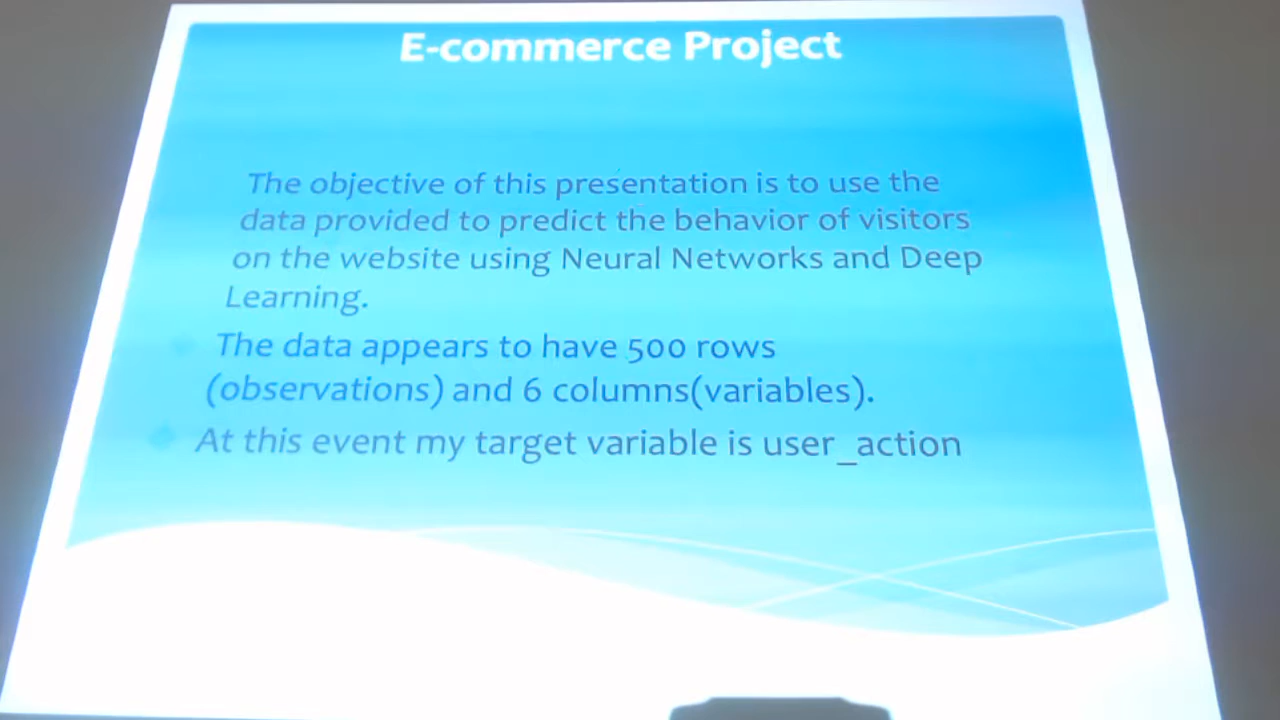 E-commerce Project
The objective of this presentation is to use the
data provided to predict the behavior of visitors
on the website using Neural Networks and Deep
Learning.
The data appears to have 500 rows
(observations) and 6 columns(variables).
At this event my target variable is user_action